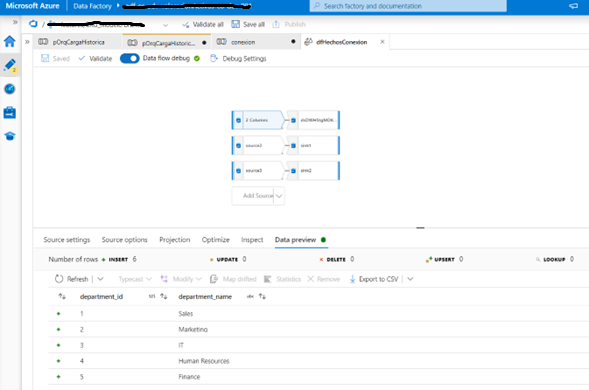 Microsoft Azure Data Factory
Search factory and documentation
Validate all Save all Publish
pOrqCargaHistorica pOrqCargaHistoric... conexion dfHechosConexion
Saved Validate Data flow debug Debug Settings
2 Columns
source2 sink1
source3 sink2
Add Source
Source settings Source options Projection Optimize Inspect Data preview
Number of rows INSERT 6 UPDATE 0 DELETE 0 UPSERT 0 LOOKUP 0
Refresh Typecast Modify Map drifted Statistics Remove Export to CSV
department_id 123 department_name abc
1 Sales
2 Marketing
3 IT
4 Human Resources
5 Finance